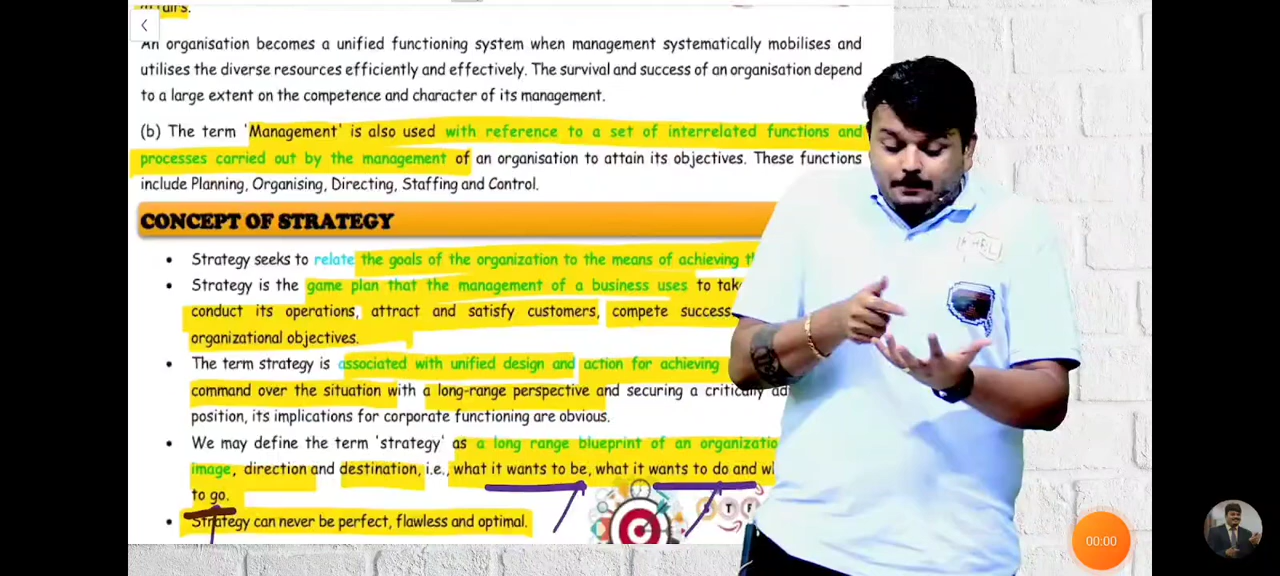 affairs.
An organisation becomes a unified functioning system when management systematically mobilises and
utilises the diverse resources efficiently and effectively. The survival and success of an organisation depend
to a large extent on the competence and character of its management.
(b) The term 'Management' is also used with reference to a set of interrelated functions and
processes carried out by the management of an organisation to attain its objectives. These functions
include Planning, Organising, Directing, Staffing and Control.
CONCEPT OF STRATEGY
• Strategy seeks to relate the goals of the organization to the means of achieving
• Strategy is the game plan that the management of a business uses to
conduct its operations, attract and satisfy customers, compete
organizational objectives.
• The term strategy is associated with unified design and action for achieving
command over the situation with a long-range perspective and securing a critically
position, its implications for corporate functioning are obvious.
• We may define the term 'strategy' as a long range blueprint of an
image, direction and destination, i.e., what it wants to be, what it wants to do and
to go.
• Strategy can never be perfect, flawless and optimal.
T F
00:00